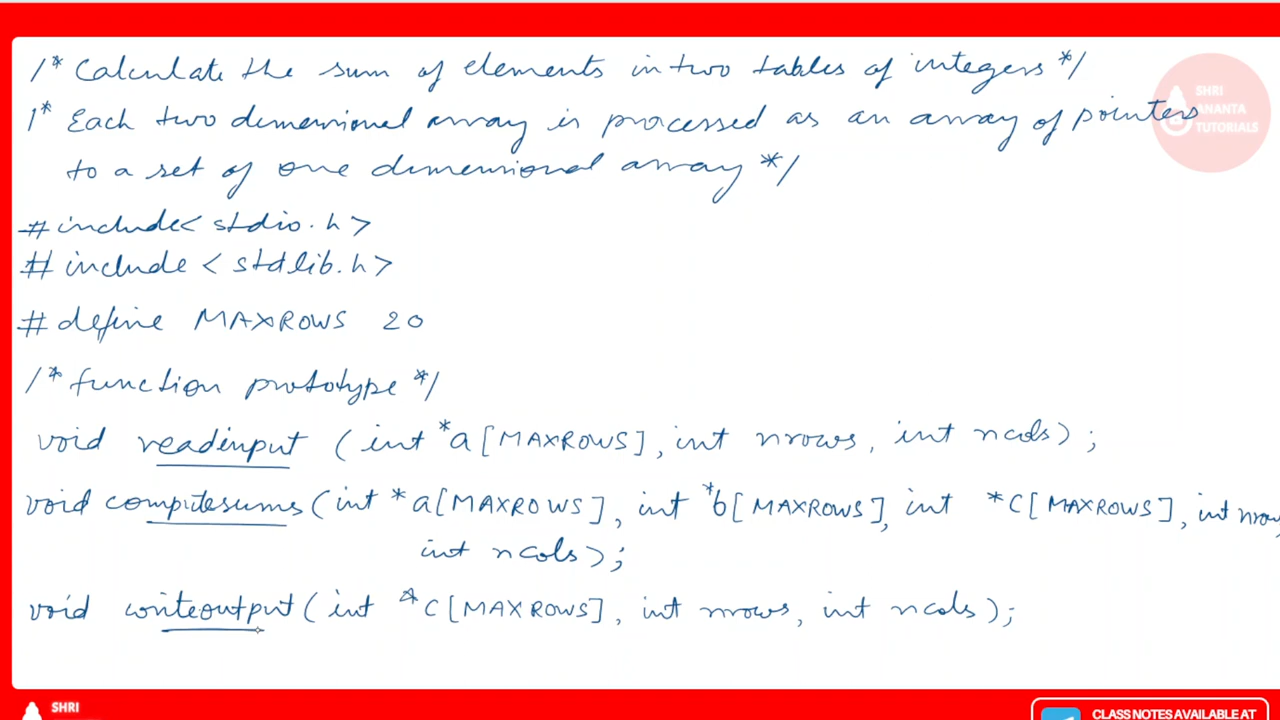 /* Calculate the sum of elements in two tables of integers */
SHRI
ANANTA
TUTORIALS
/* Each two dimensional array is processed as an array of pointers
to a set of one dimensional array */
#include< stdio.h>
# include < stdlib.h>
# define MAXROWS 20
/* function prototype */
void readinput (int *a[MAXROWS], int nrows, int ncols);
void computesums (int *a[MAXROWS], int *b[MAXROWS], int *c[MAXROWS], int nrow
int ncols);
void writeoutput (int *c[MAXROWS], int nrows, int ncols);
SHRI
CLASS NOTES AVAILABLE AT